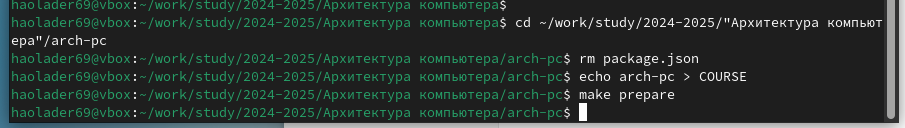 haolader69@vbox:~/work/study/2024-2025/Архитектура компьютера$
haolader69@vbox:~/work/study/2024-2025/Архитектура компьютера$ cd ~/work/study/2024-2025/"Архитектура компьют
ера"/arch-pc
haolader69@vbox:~/work/study/2024-2025/Архитектура компьютера/arch-pc$ rm package.json
haolader69@vbox:~/work/study/2024-2025/Архитектура компьютера/arch-pc$ echo arch-pc > COURSE
haolader69@vbox:~/work/study/2024-2025/Архитектура компьютера/arch-pc$ make prepare
haolader69@vbox:~/work/study/2024-2025/Архитектура компьютера/arch-pc$